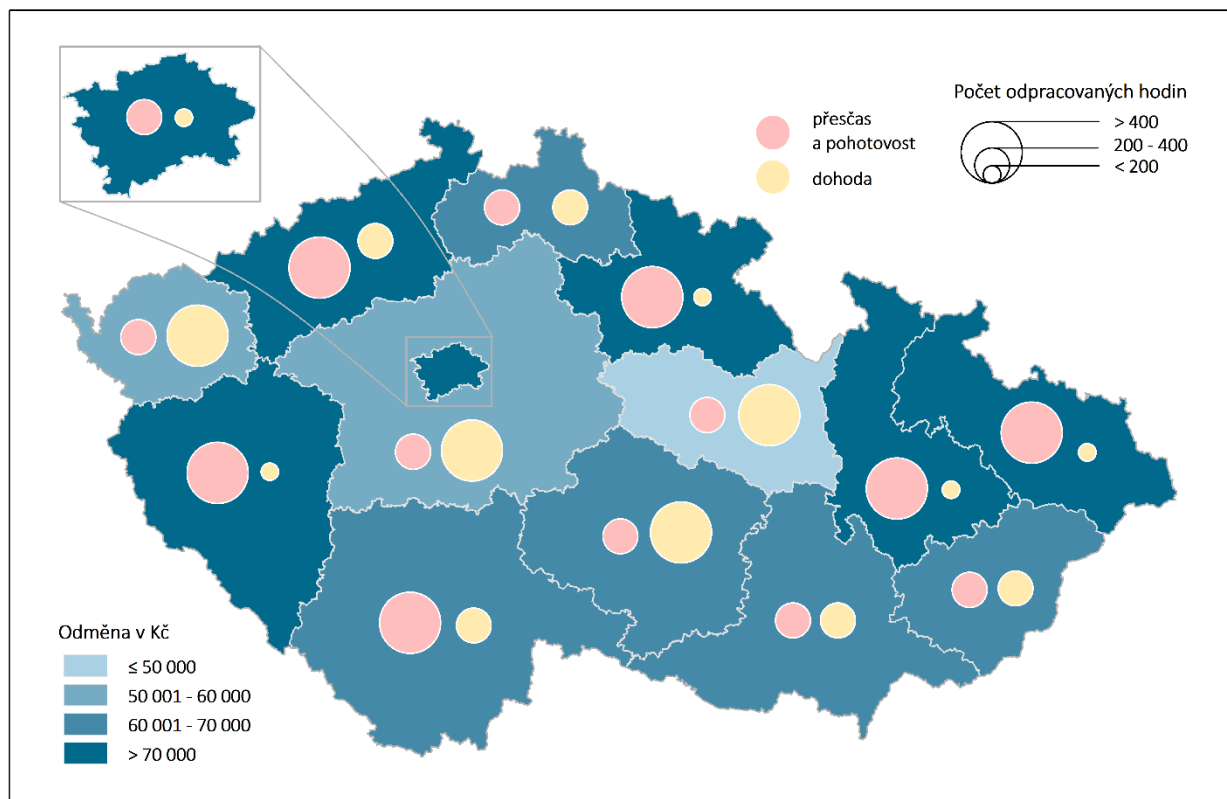 Počet odpracovaných hodin
přesčas
a pohotovost
dohoda
> 400
200 - 400
< 200
Odměna v Kč
≤ 50 000
50 001 - 60 000
60 001 - 70 000
> 70 000